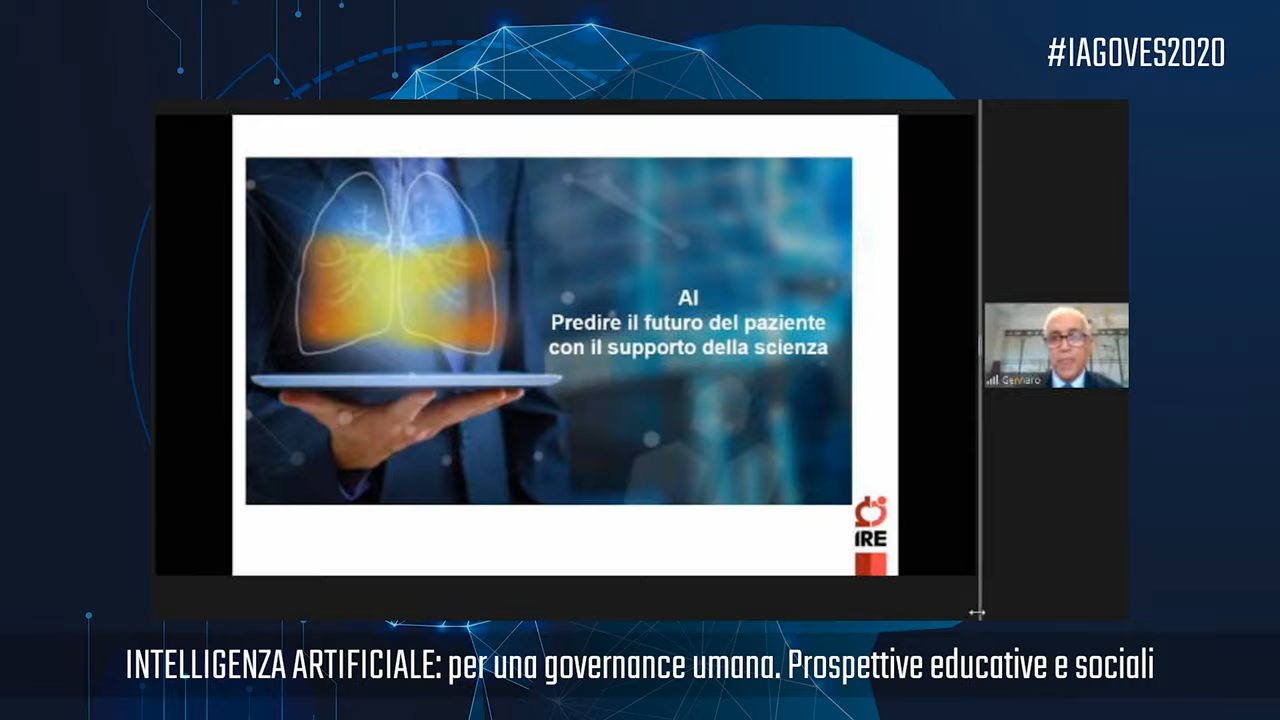 #IAGOVES2020
AI
Predire il futuro del paziente
con il supporto della scienza
Gennaro
IRE
INTELLIGENZA ARTIFICIALE: per una governance umana. Prospettive educative e sociali